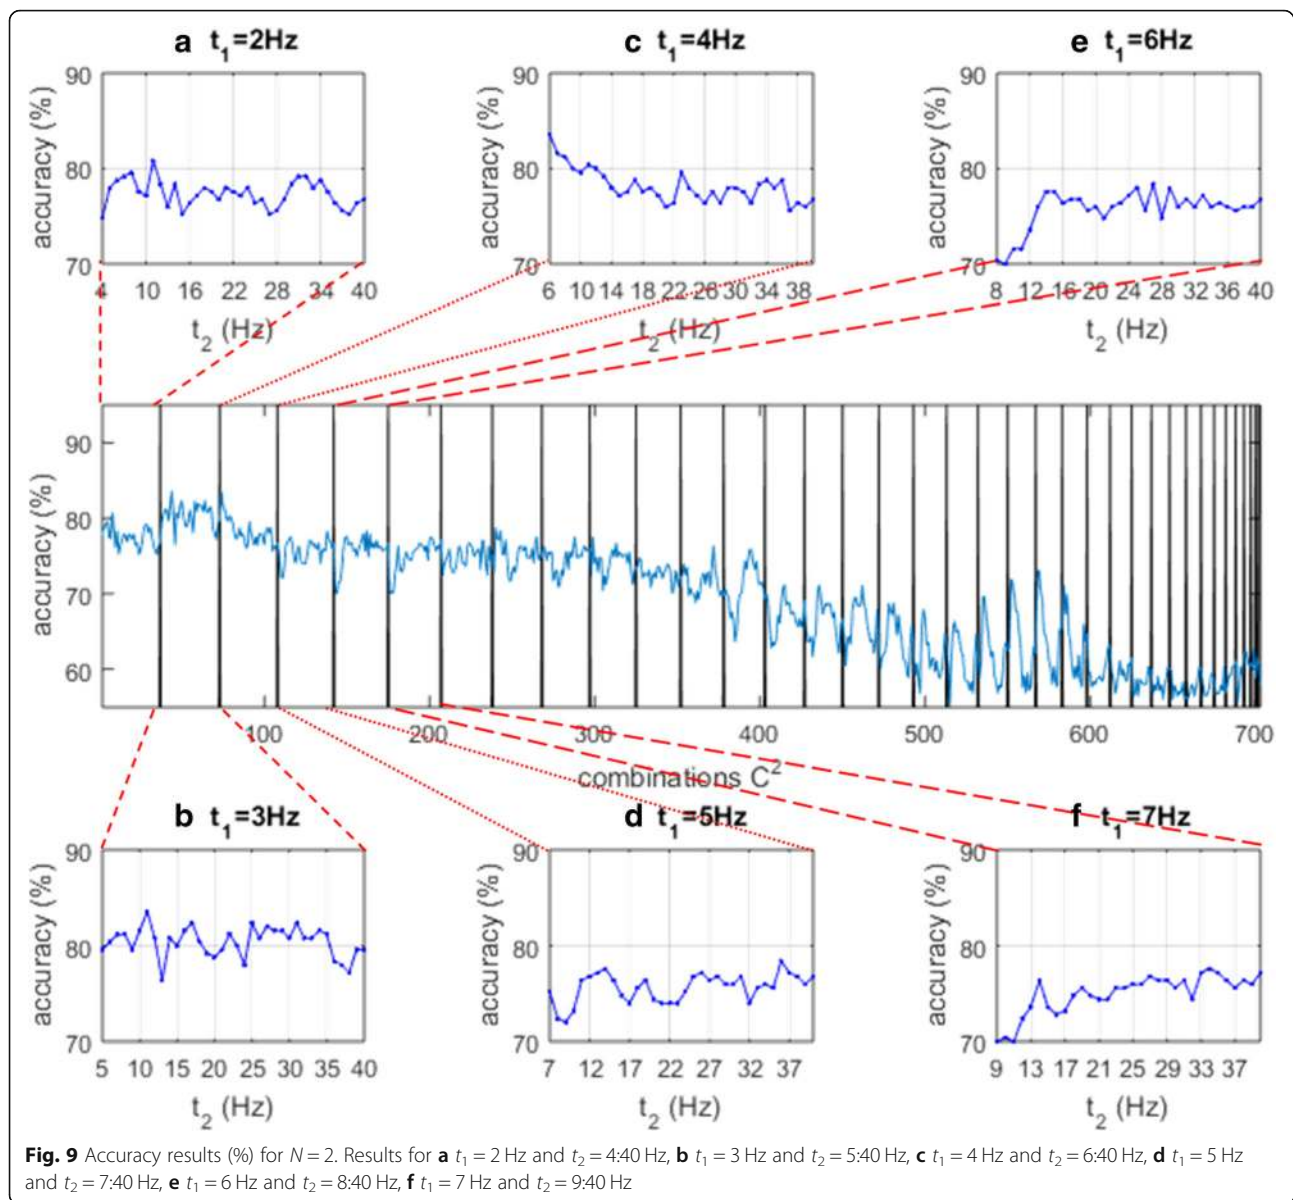 a t1=2Hz
c t1=4Hz
e t1=6Hz
90
80
70
accuracy (%)
4 10 16 22 28 34 40
t2 (Hz)
90
80
70
accuracy (%)
6 10 14 18 22 26 30 34 38
t2 (Hz)
90
80
70
accuracy (%)
8 12 16 20 24 28 32 36 40
t2 (Hz)
90
80
70
60
accuracy (%)
100 200 300 400 500 600 700
combinations C²
b t1=3Hz
d t1=5Hz
f t1=7Hz
90
80
70
accuracy (%)
5 10 15 20 25 30 35 40
t2 (Hz)
90
80
70
accuracy (%)
7 12 17 22 27 32 37
t2 (Hz)
90
80
70
accuracy (%)
9 13 17 21 25 29 33 37
t2 (Hz)
Fig. 9 Accuracy results (%) for N = 2. Results for a t1 = 2 Hz and t2 = 4:40 Hz, b t1 = 3 Hz and t2 = 5:40 Hz, c t1 = 4 Hz and t2 = 6:40 Hz, d t1 = 5 Hz
and t2 = 7:40 Hz, e t1 = 6 Hz and t2 = 8:40 Hz, f t1 = 7 Hz and t2 = 9:40 Hz